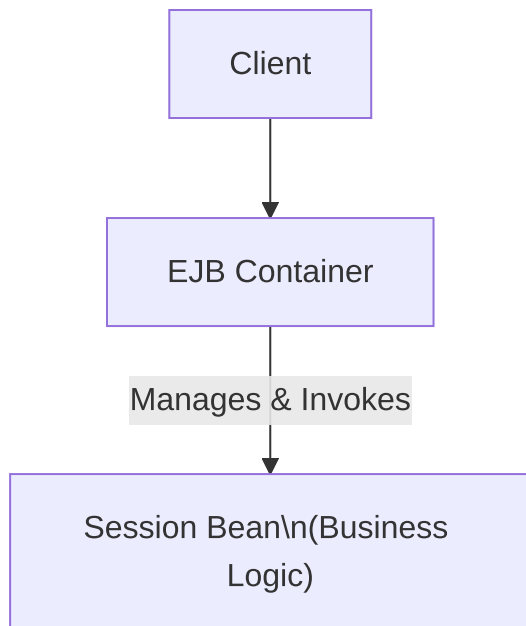 Client
EJB Container
Manages & Invokes
Session Bean\n(Business
Logic)